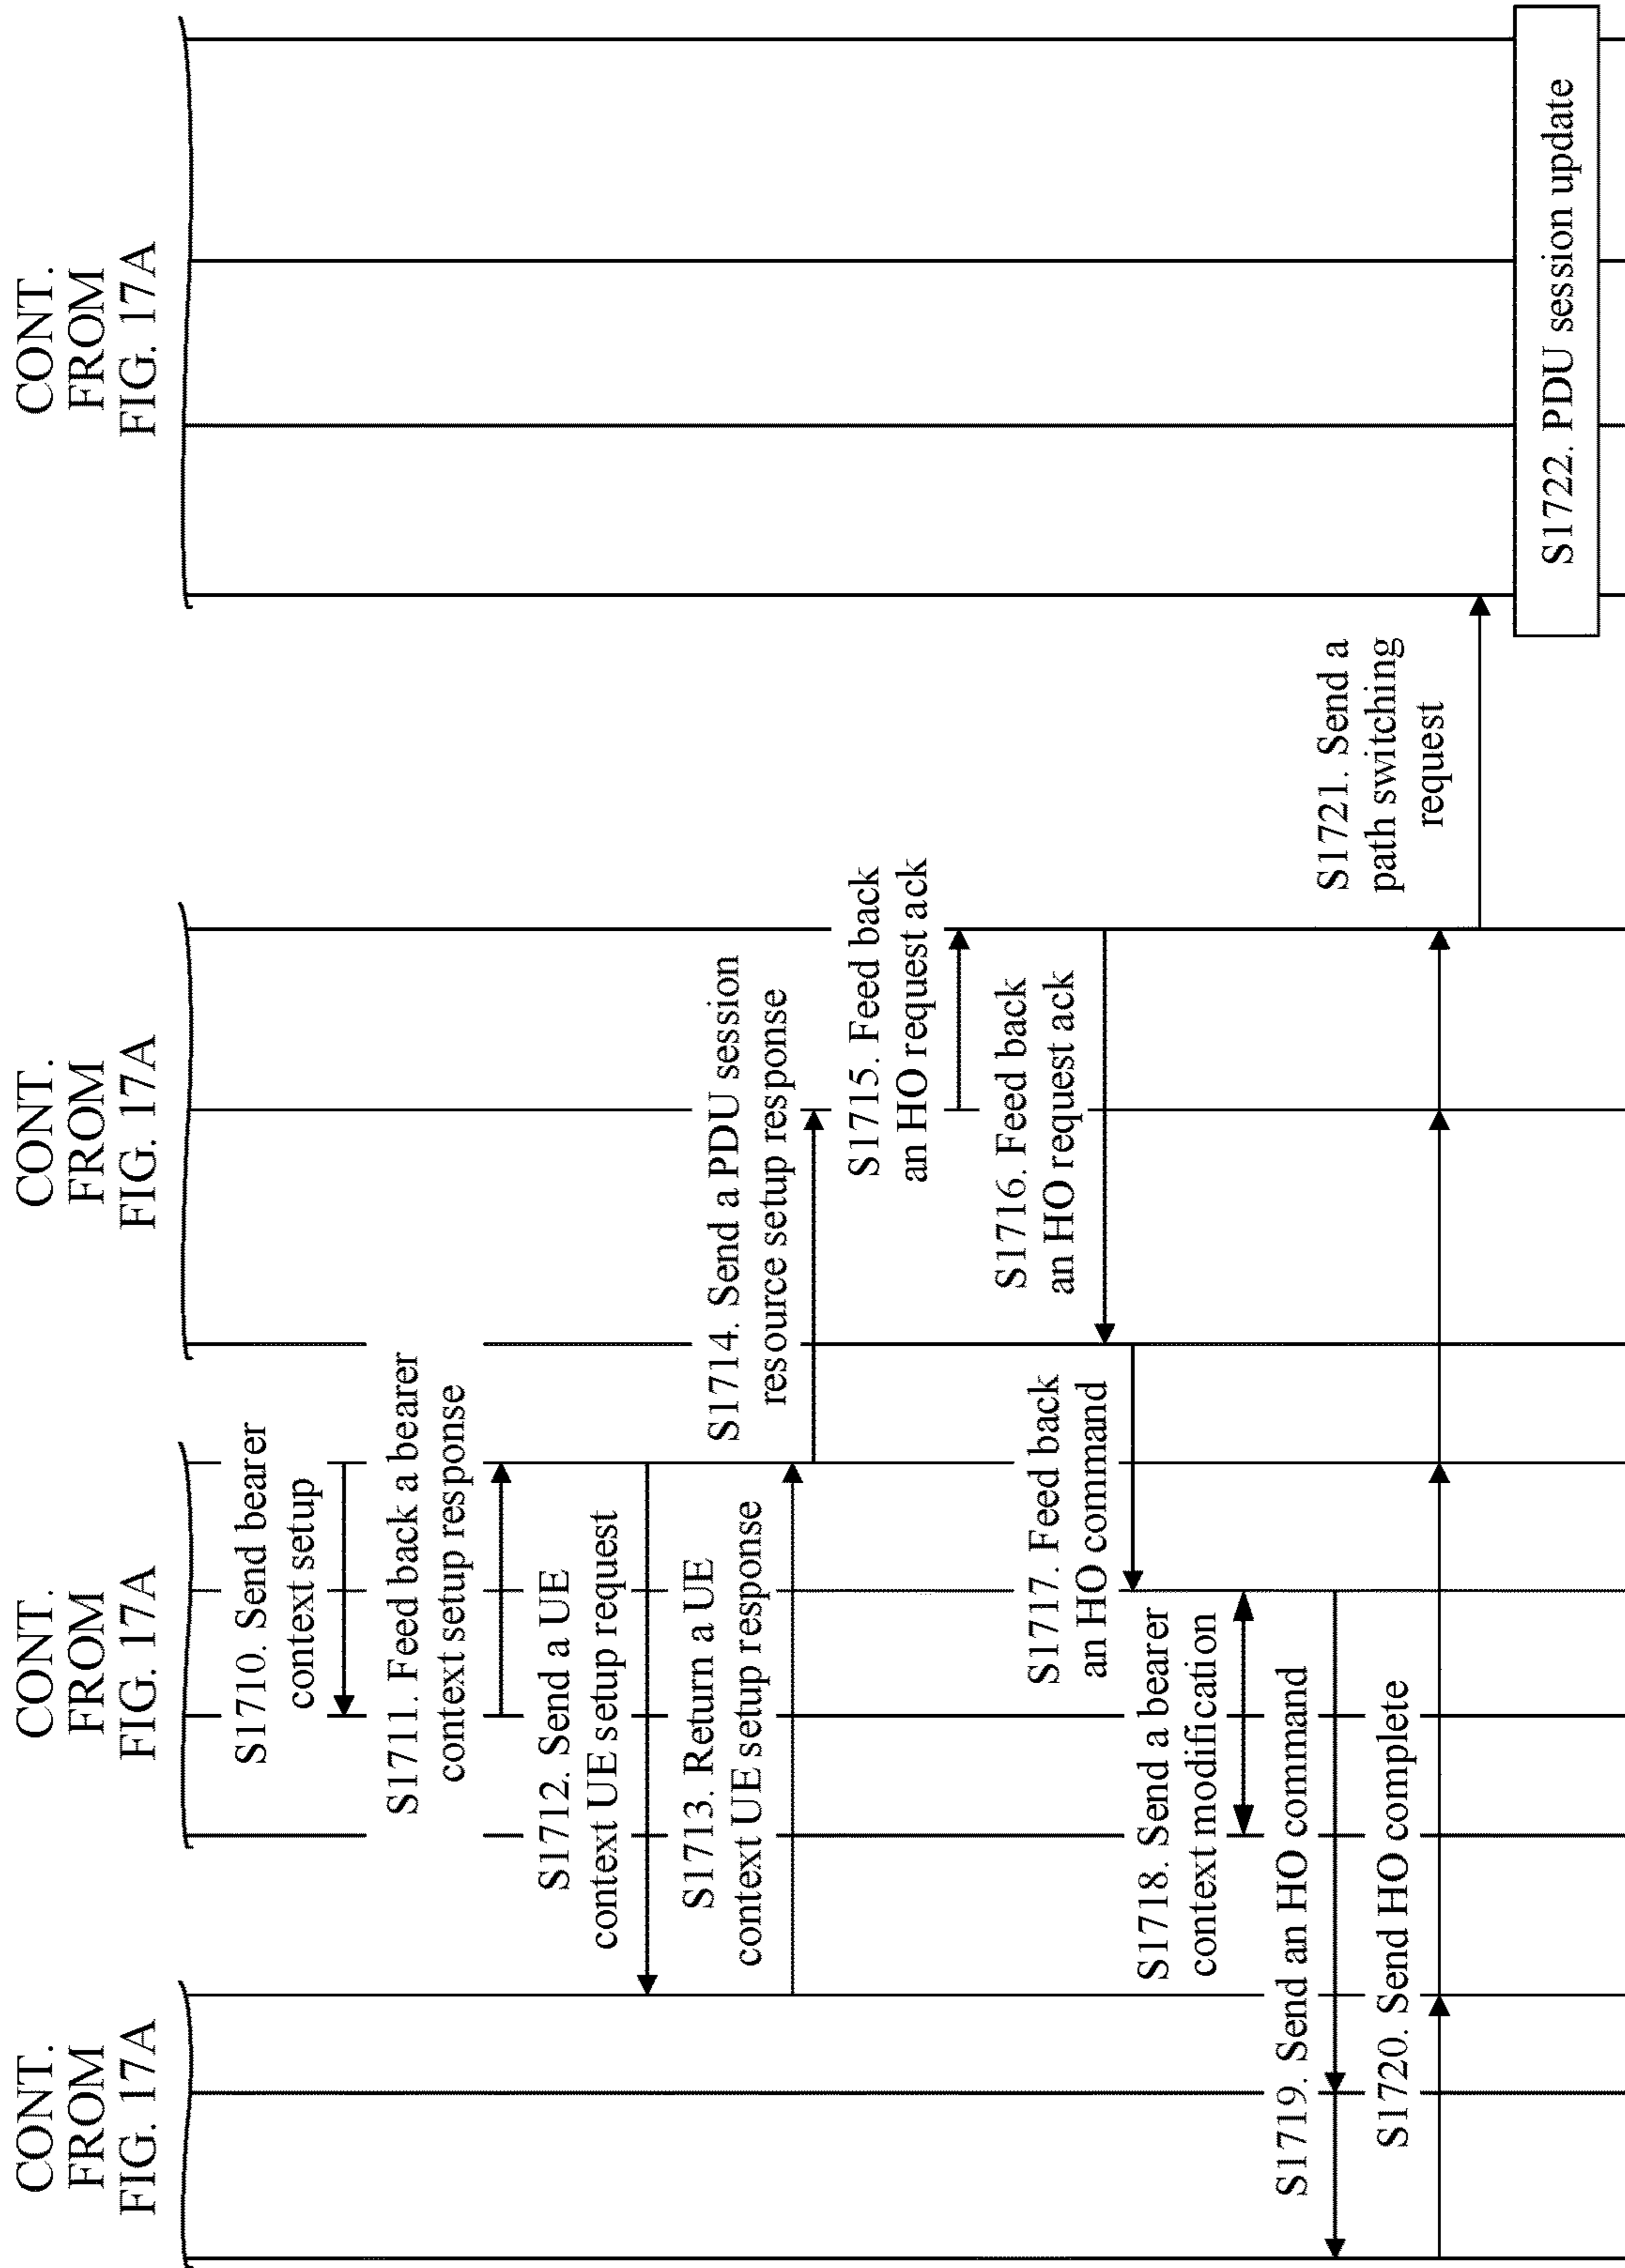 CONT.
FROM
FIG. 17A
CONT.
FROM
FIG. 17A
CONT.
FROM
FIG. 17A
CONT.
FROM
FIG. 17A
S1710. Send bearer
context setup
S1711. Feed back a bearer
context setup response
S1712. Send a UE
context UE setup request
S1713. Return a UE
context UE setup response
S1714. Send a PDU session
resource setup response
S1715. Feed back
an HO request ack
S1716. Feed back
an HO request ack
S1717. Feed back
an HO command
S1718. Send a bearer
context modification
S1719. Send an HO command
S1720. Send HO complete
S1721. Send a
path switching
request
S1722. PDU session update